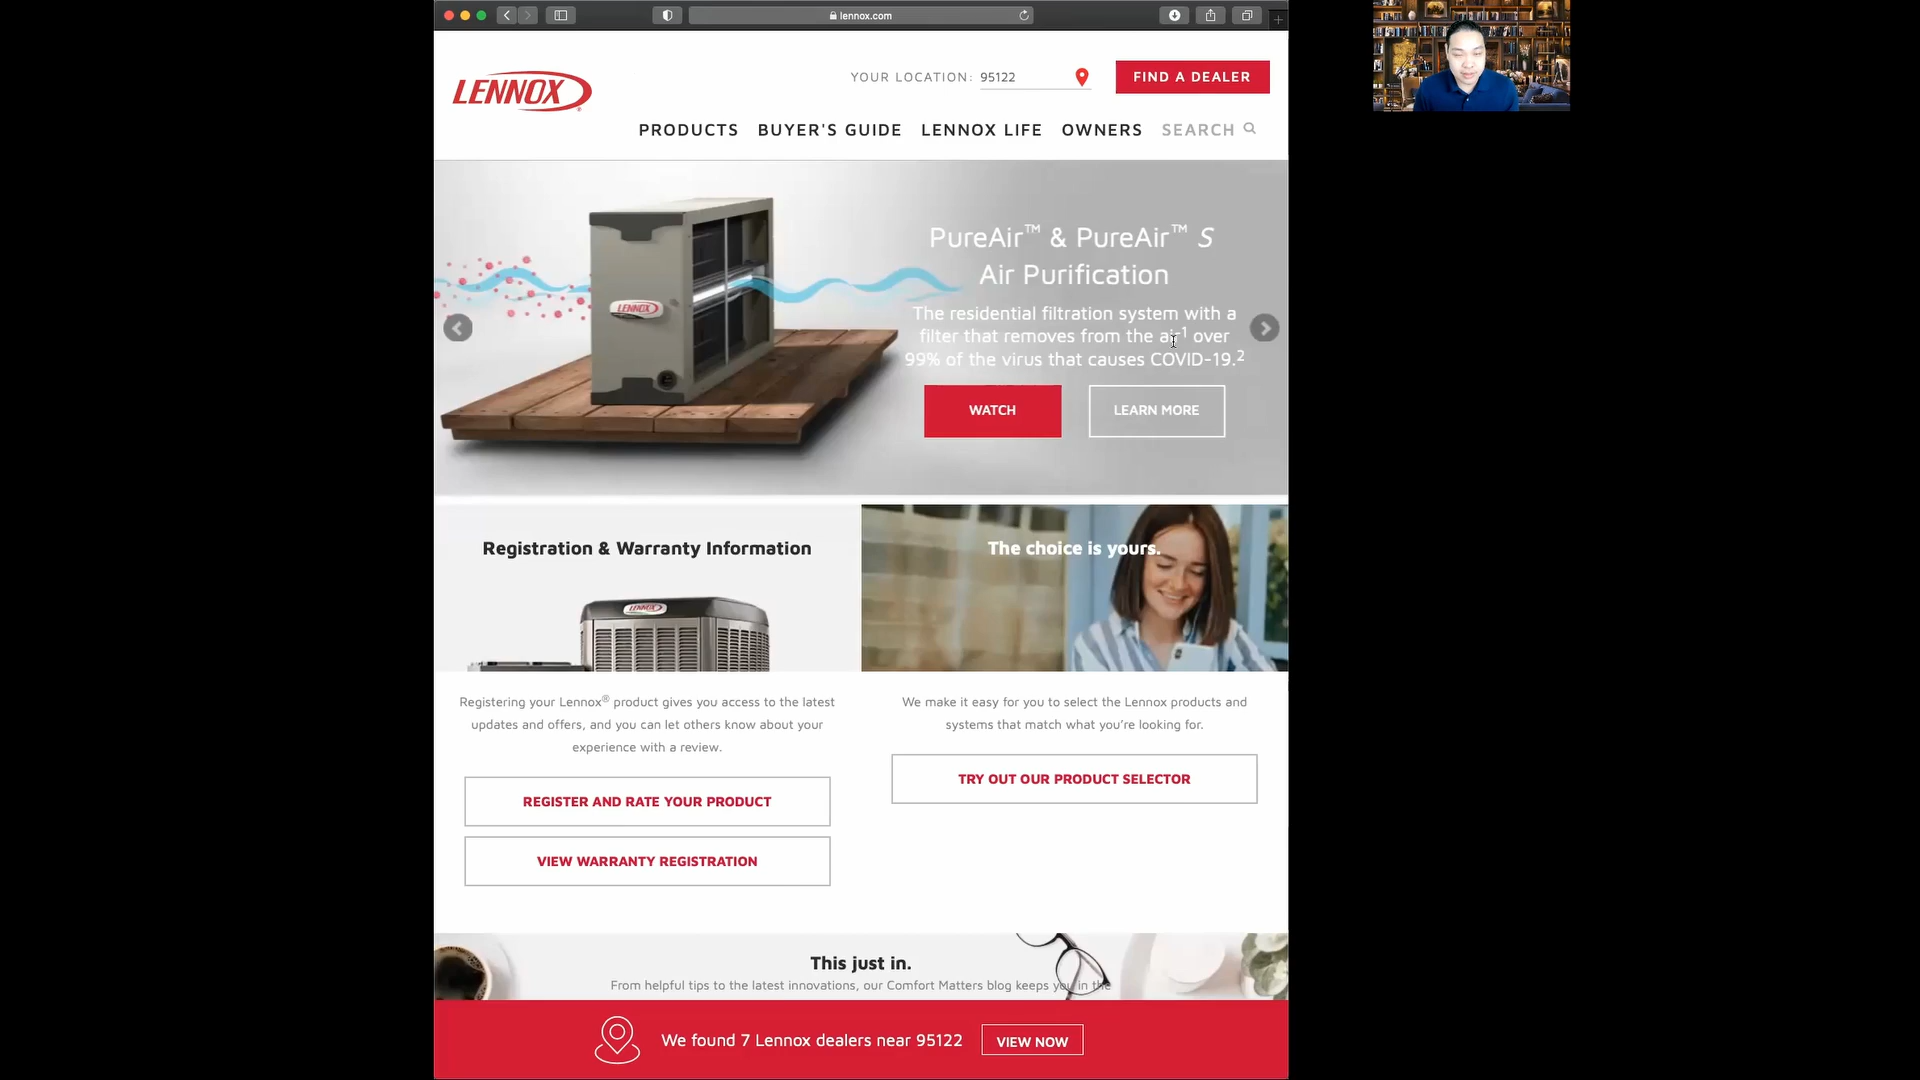 lennox.com
LENNOX
YOUR LOCATION: 95122
FIND A DEALER
PRODUCTS BUYER'S GUIDE LENNOX LIFE OWNERS SEARCH
PureAir™ & PureAir™ S
Air Purification
The residential filtration system with a
filter that removes from the air¹ over
99% of the virus that causes COVID-19.²
LENNOX
WATCH LEARN MORE
Registration & Warranty Information
LENNOX
Registering your Lennox® product gives you access to the latest
updates and offers, and you can let others know about your
experience with a review.
REGISTER AND RATE YOUR PRODUCT
VIEW WARRANTY REGISTRATION
The choice is yours.
We make it easy for you to select the Lennox products and
systems that match what you're looking for.
TRY OUT OUR PRODUCT SELECTOR
This just in.
From helpful tips to the latest innovations, our Comfort Matters blog keeps you in the
We found 7 Lennox dealers near 95122 VIEW NOW